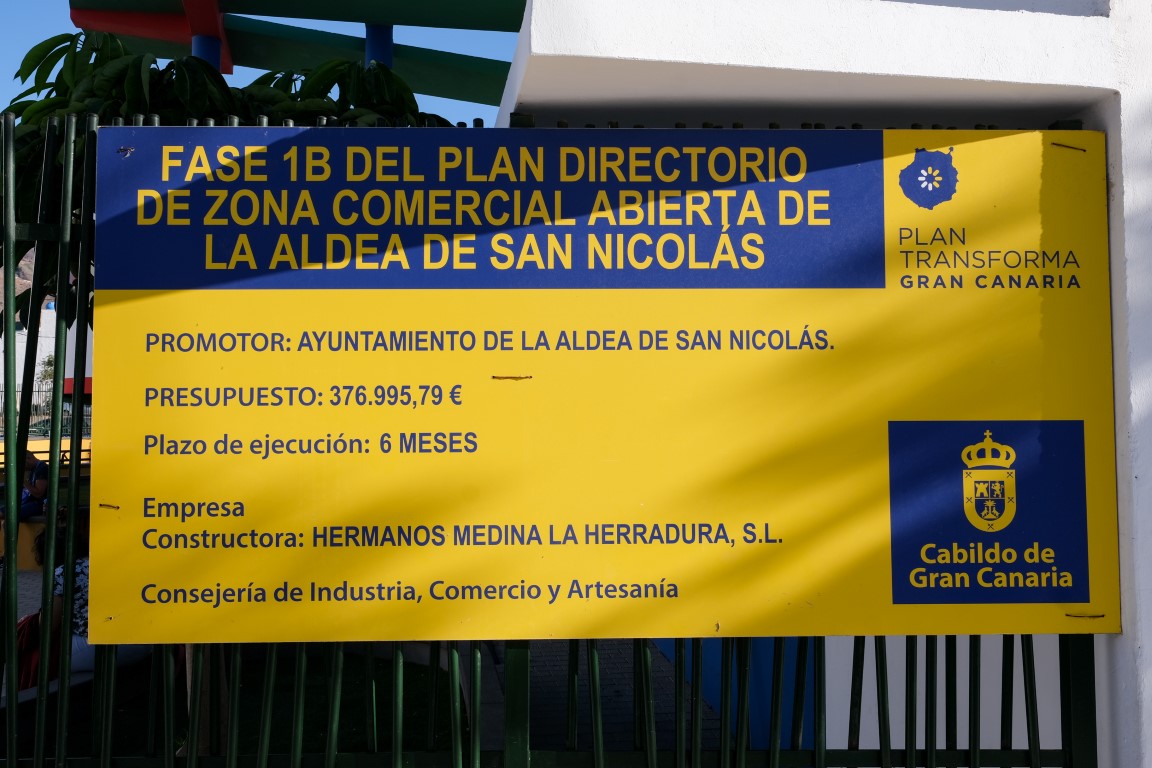 FASE 1B DEL PLAN DIRECTORIO
DE ZONA COMERCIAL ABIERTA DE
LA ALDEA DE SAN NICOLÁS
PLAN
TRANSFORMA
GRAN CANARIA
PROMOTOR: AYUNTAMIENTO DE LA ALDEA DE SAN NICOLÁS.
PRESUPUESTO: 376.995,79 €
Plazo de ejecución: 6 MESES
Empresa
Constructora: HERMANOS MEDINA LA HERRADURA, S.L.
Consejería de Industria, Comercio y Artesanía
Cabildo de
Gran Canaria